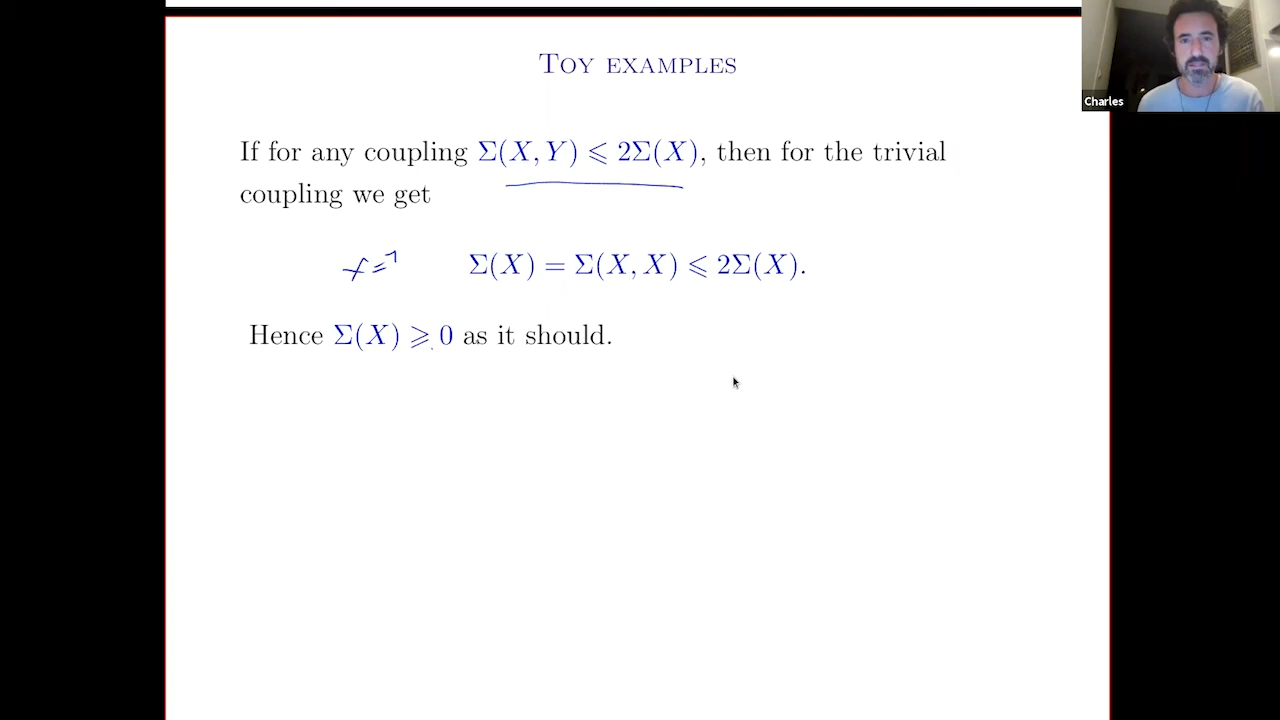 TOY EXAMPLES
Charles
If for any coupling Σ(X, Y) ⩽ 2Σ(X), then for the trivial
coupling we get
Σ(X) = Σ(X, X) ⩽ 2Σ(X).
Hence Σ(X) ⩾ 0 as it should.